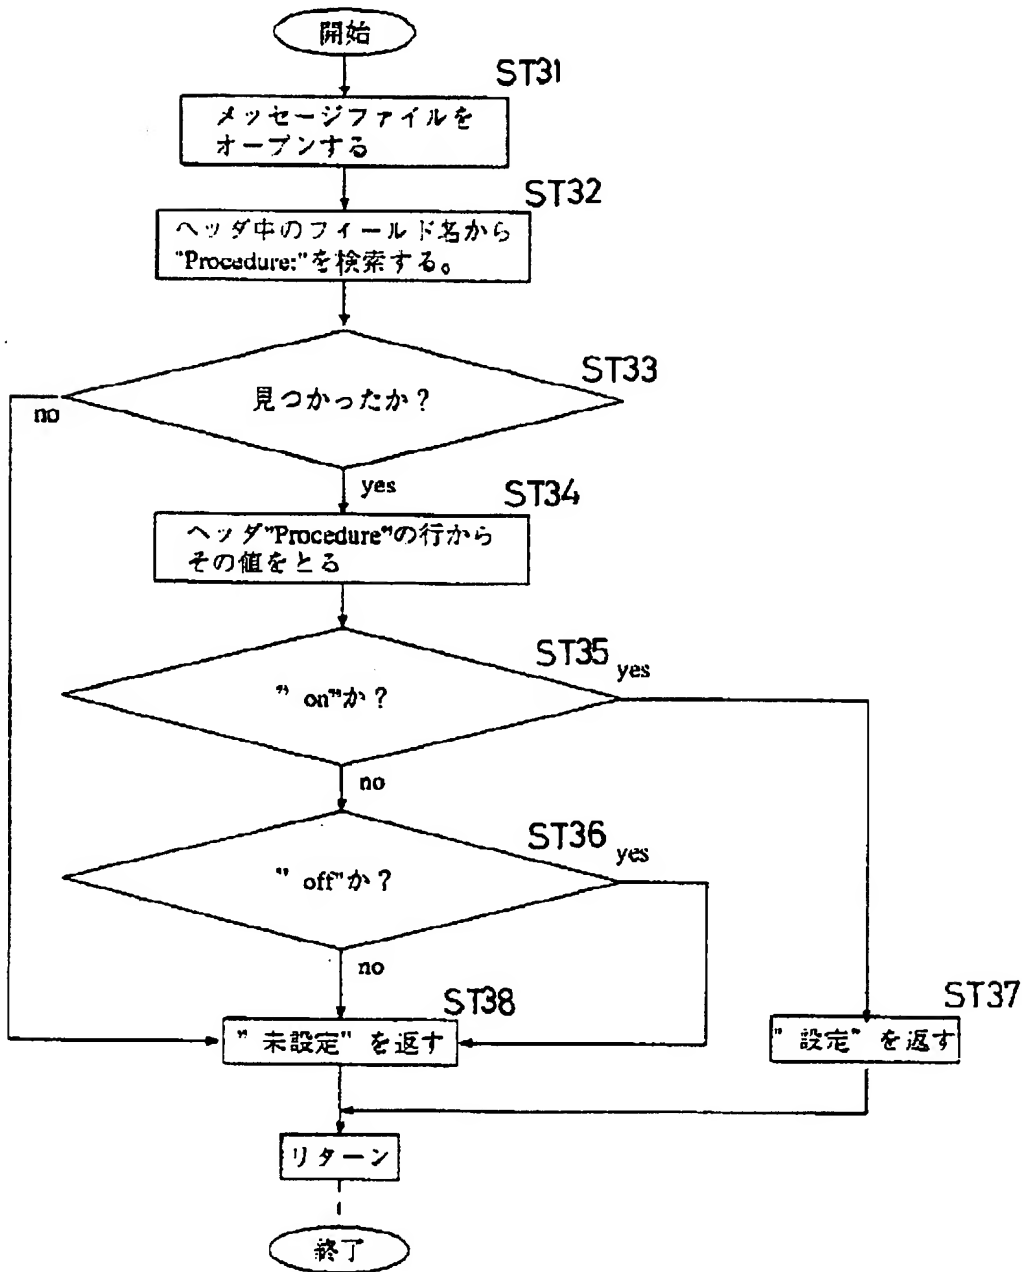 開始
ST31
メッセージファイルを
オープンする
ST32
ヘッダ中のフィールド名から
"Procedure:"を検索する。
ST33
見つかったか？
no
yes
ST34
ヘッダ"Procedure"の行から
その値をとる
ST35
yes
" on"か？
no
ST36
yes
" off"か？
no
ST38
" 未設定" を返す
ST37
" 設定" を返す
リターン
終了